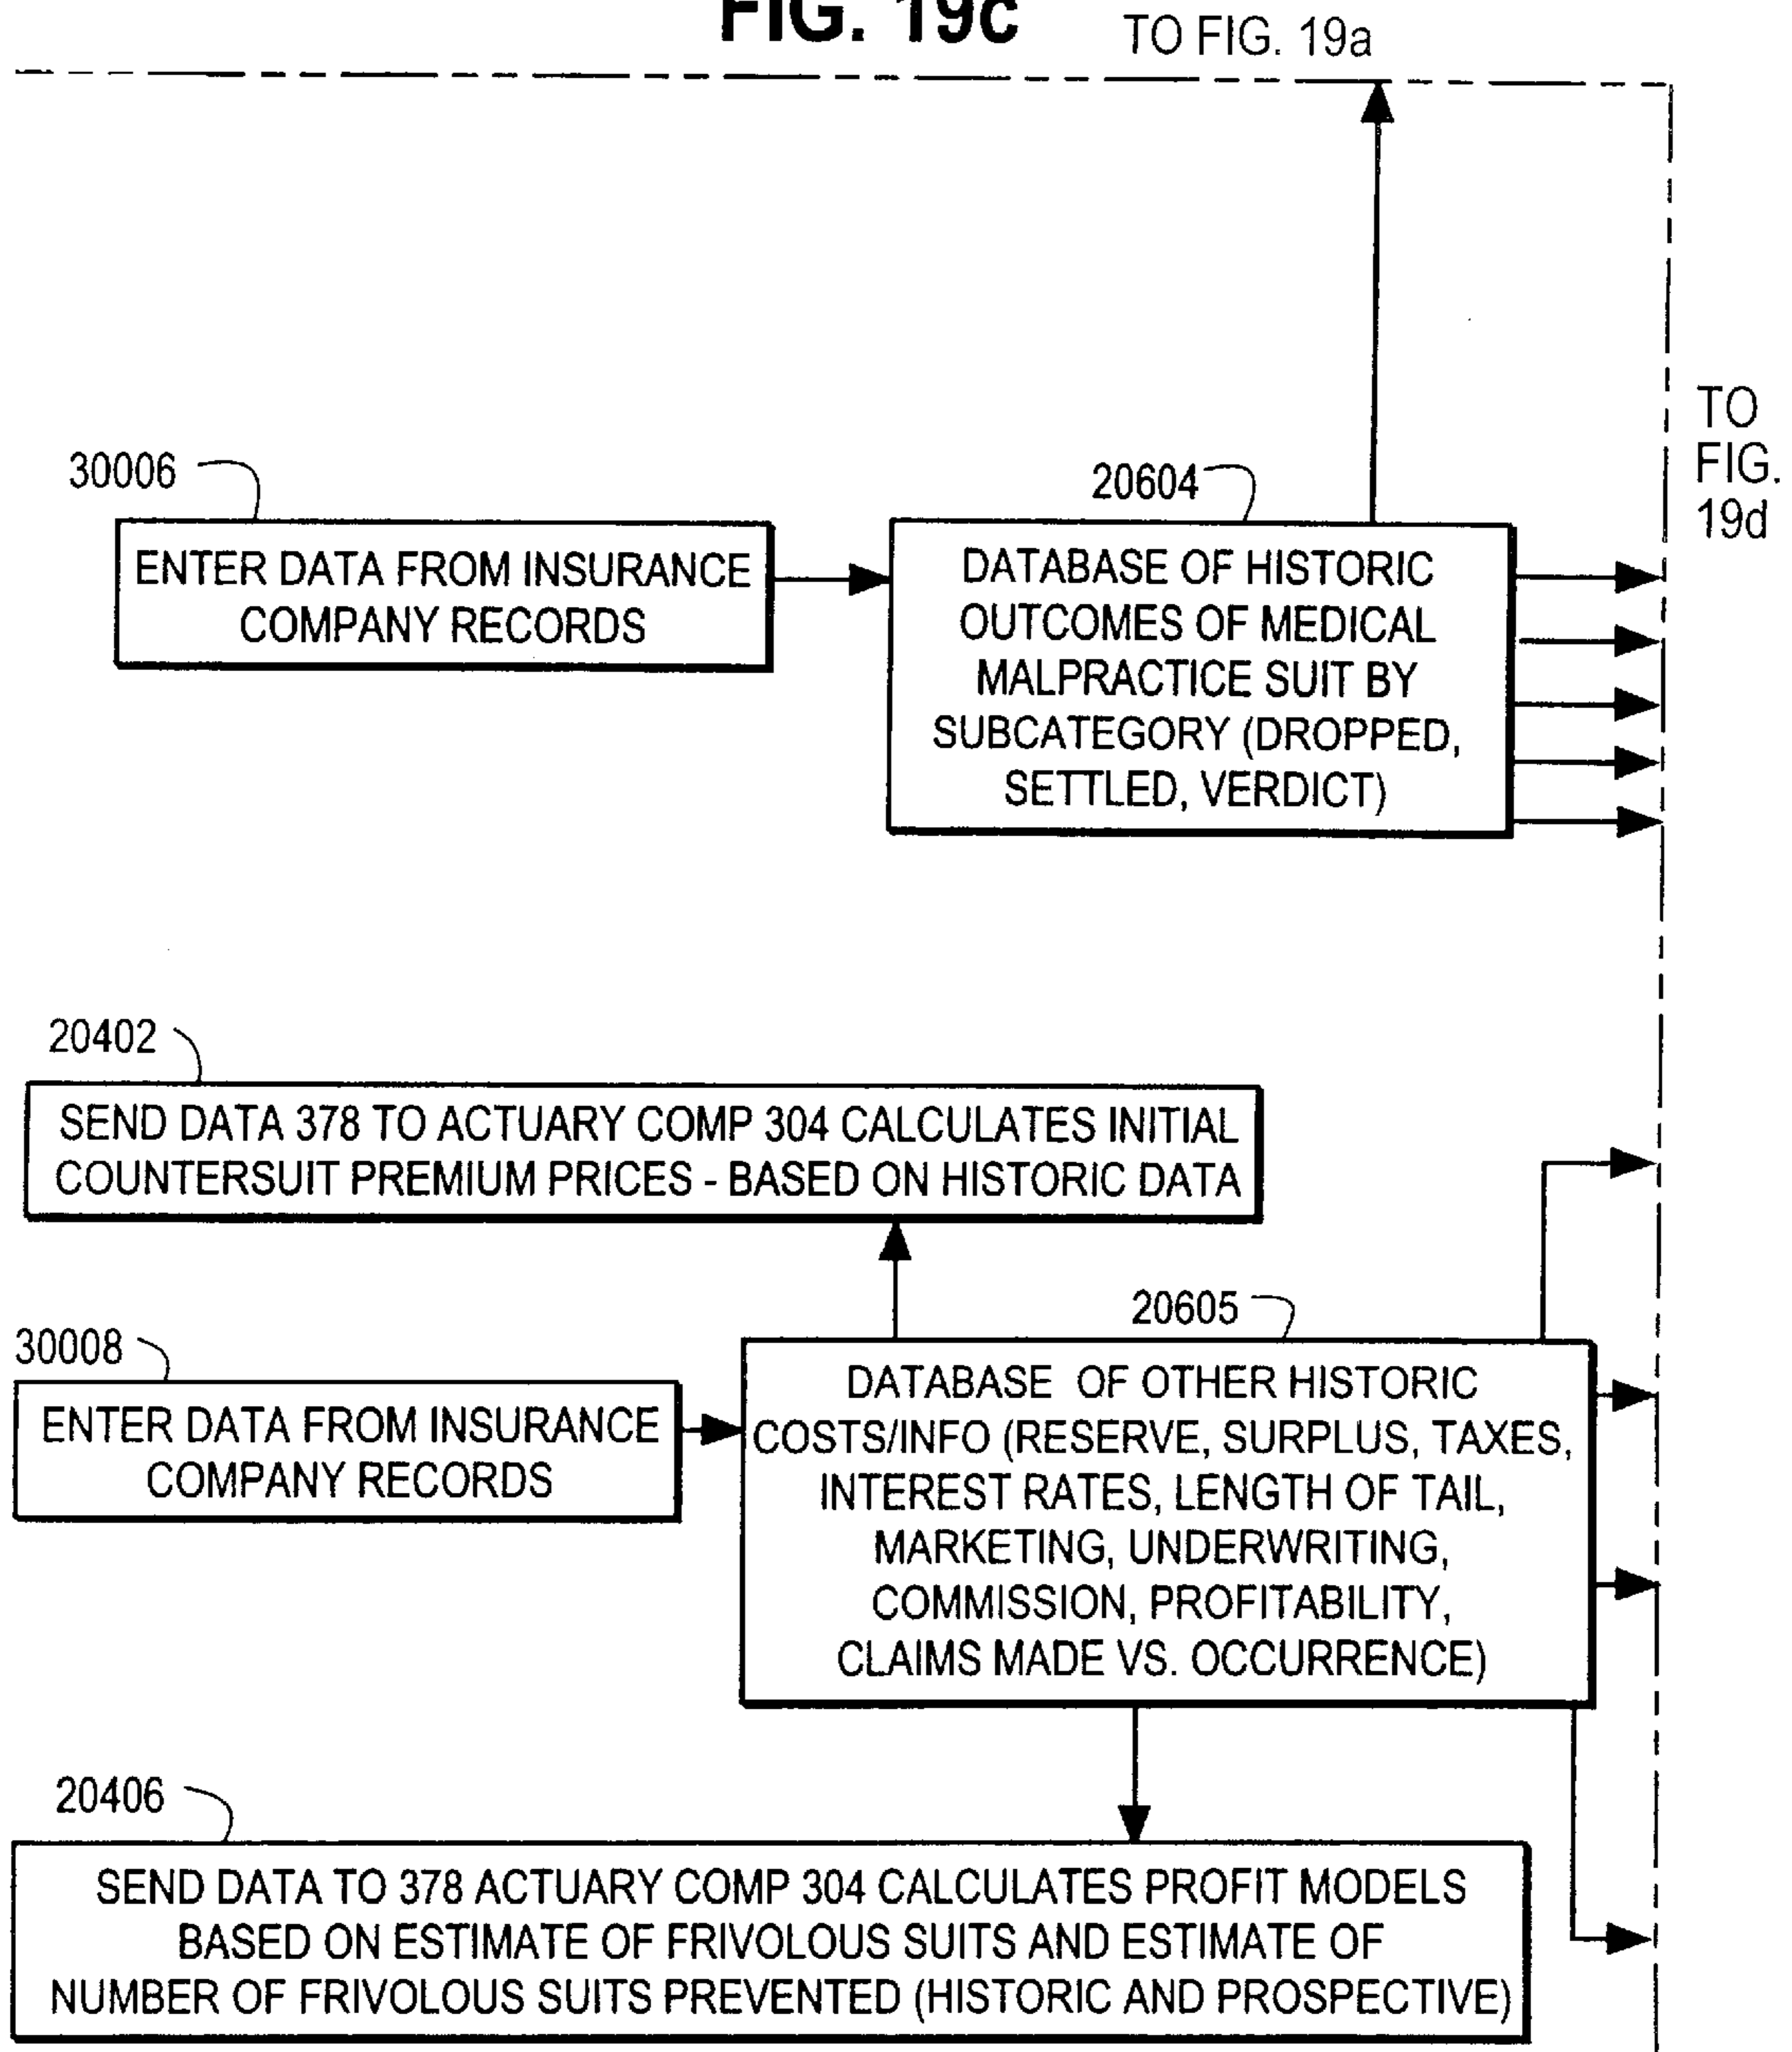 FIG. 19c
TO FIG. 19a
TO
FIG.
19d
30006
ENTER DATA FROM INSURANCE
COMPANY RECORDS
20604
DATABASE OF HISTORIC
OUTCOMES OF MEDICAL
MALPRACTICE SUIT BY
SUBCATEGORY (DROPPED,
SETTLED, VERDICT)
20402
SEND DATA 378 TO ACTUARY COMP 304 CALCULATES INITIAL
COUNTERSUIT PREMIUM PRICES - BASED ON HISTORIC DATA
30008
ENTER DATA FROM INSURANCE
COMPANY RECORDS
20605
DATABASE OF OTHER HISTORIC
COSTS/INFO (RESERVE, SURPLUS, TAXES,
INTEREST RATES, LENGTH OF TAIL,
MARKETING, UNDERWRITING,
COMMISSION, PROFITABILITY,
CLAIMS MADE VS. OCCURRENCE)
20406
SEND DATA TO 378 ACTUARY COMP 304 CALCULATES PROFIT MODELS
BASED ON ESTIMATE OF FRIVOLOUS SUITS AND ESTIMATE OF
NUMBER OF FRIVOLOUS SUITS PREVENTED (HISTORIC AND PROSPECTIVE)